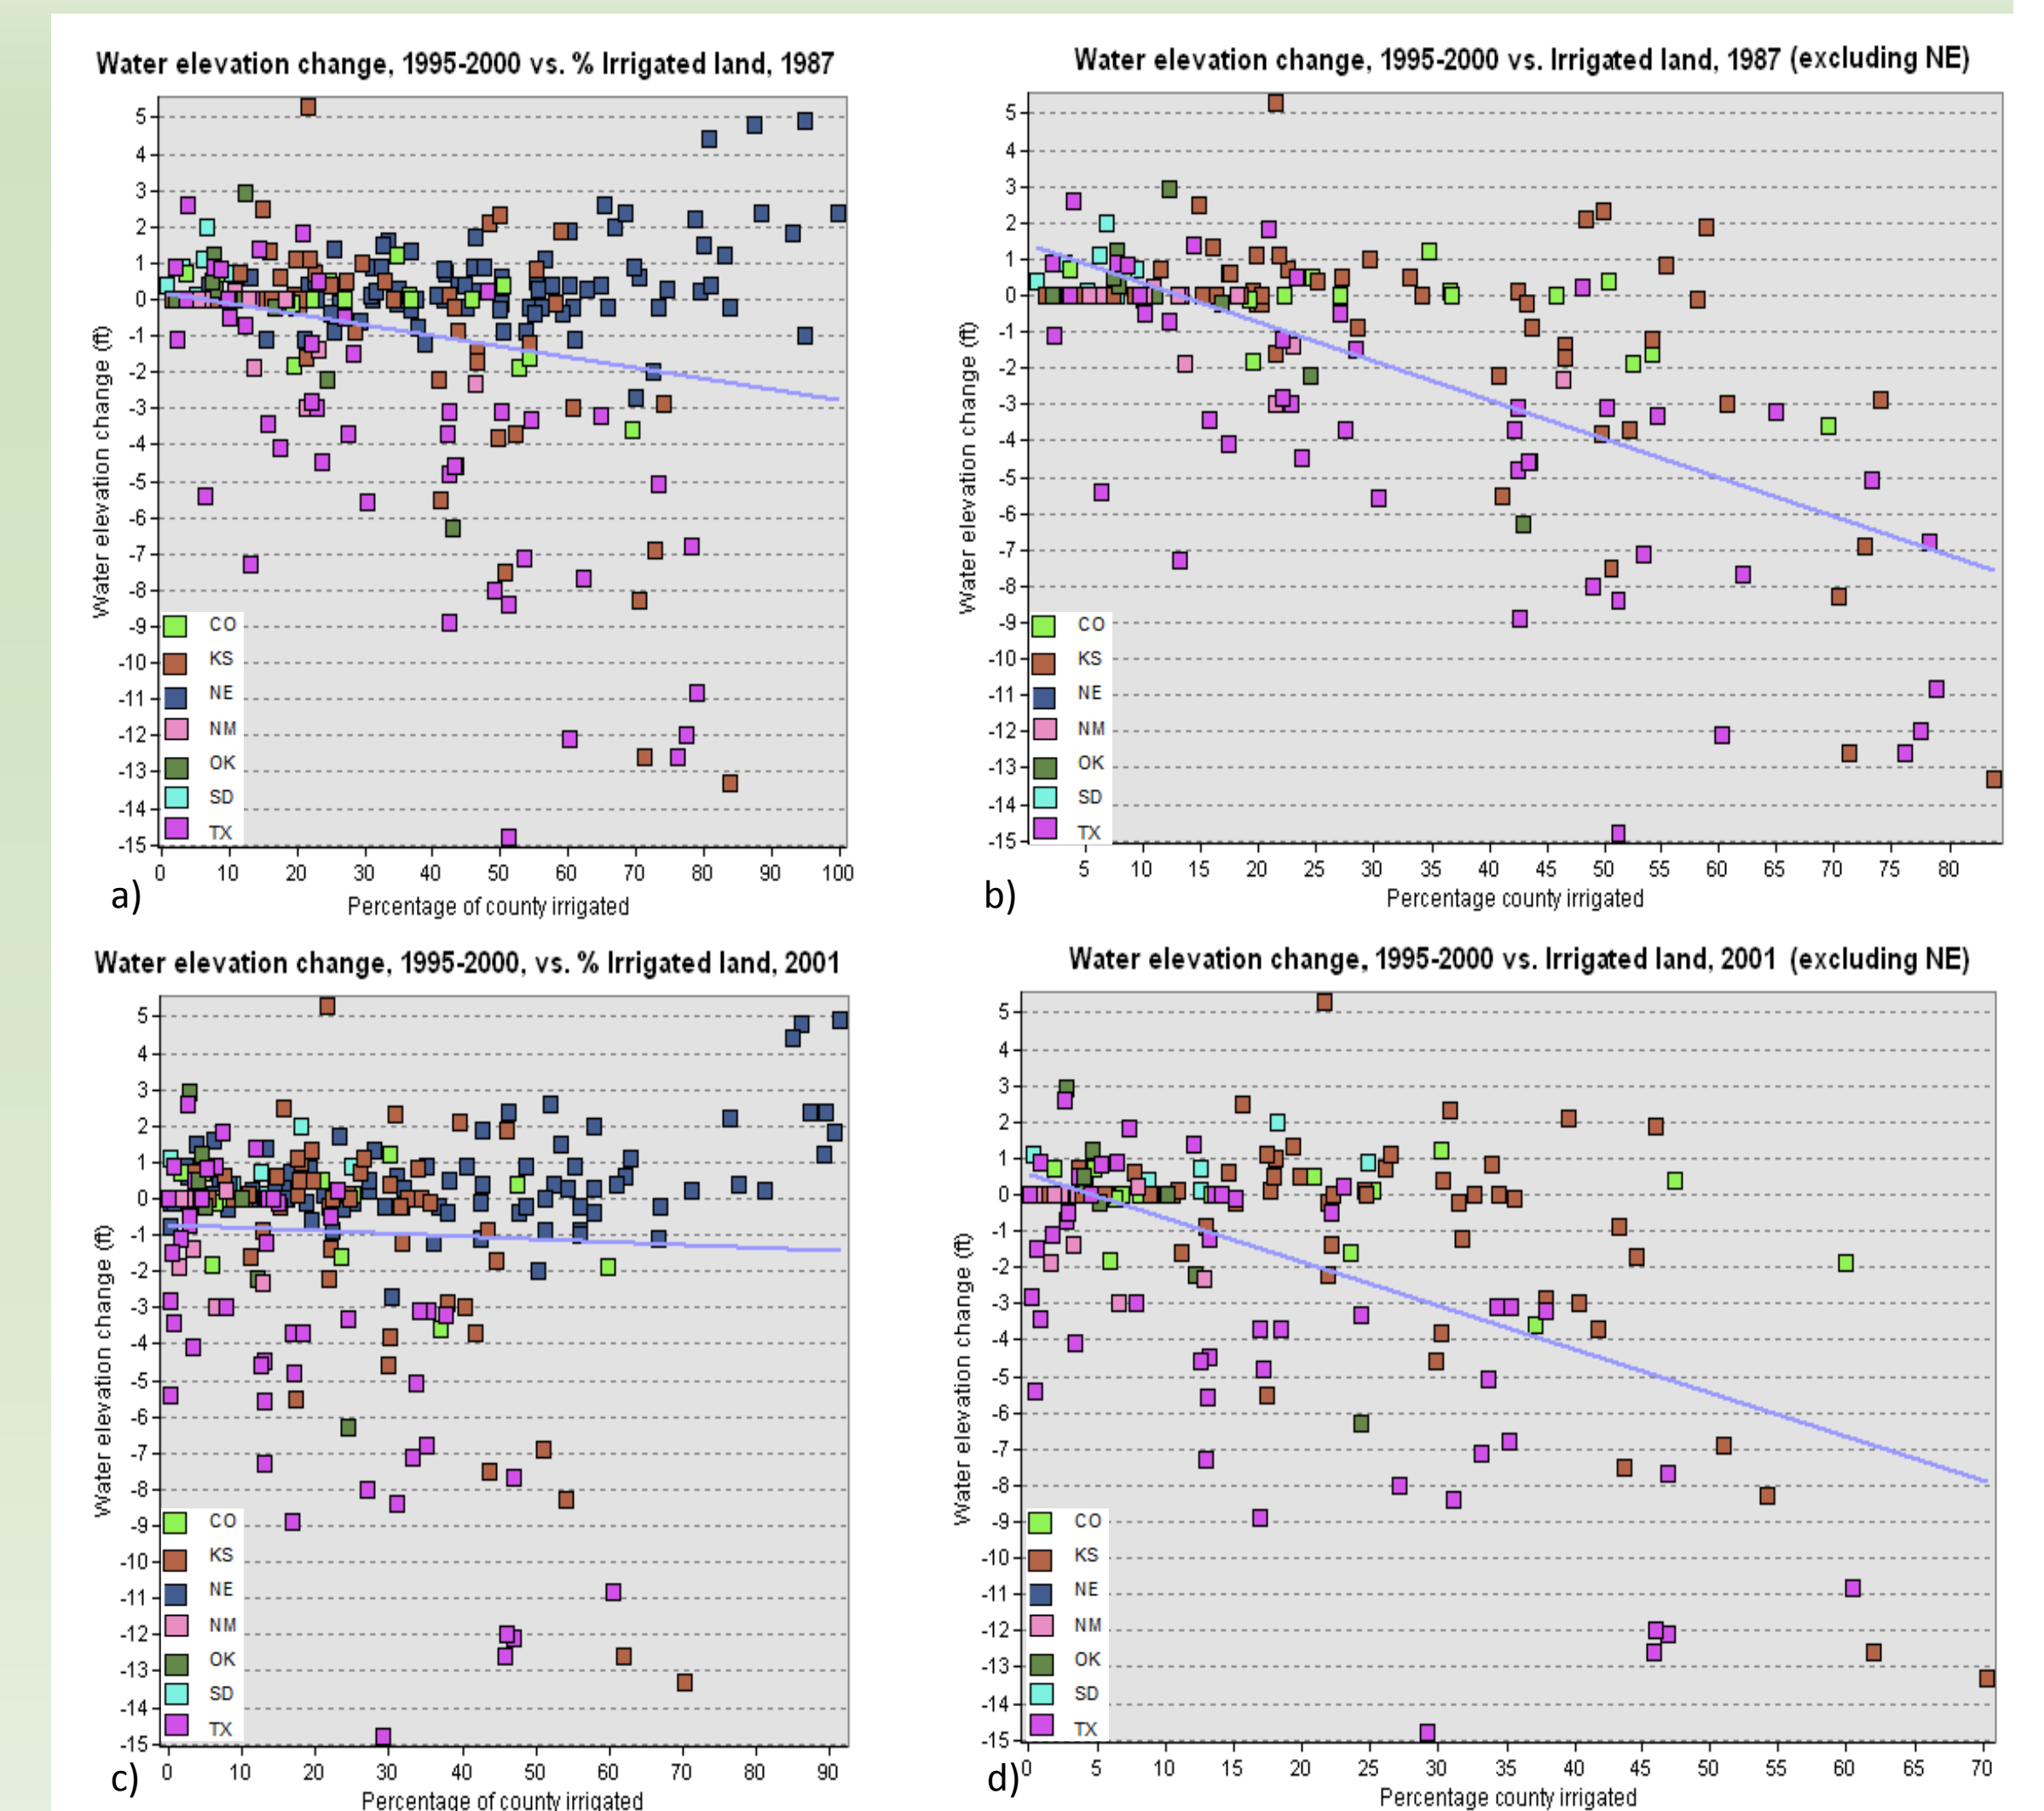 Water elevation change, 1995-2000 vs. % Irrigated land, 1987
5
4
3
2
1
0
-1
-2
-3
-4
-5
-6
-7
-8
-9
-10
-11
-12
-13
-14
-15
Water elevation change (ft)
CO
KS
NE
NM
OK
SD
TX
0 10 20 30 40 50 60 70 80 90 100
a)
Percentage of county irrigated
Water elevation change, 1995-2000 vs. Irrigated land, 1987 (excluding NE)
5
4
3
2
1
0
-1
-2
-3
-4
-5
-6
-7
-8
-9
-10
-11
-12
-13
-14
-15
Water elevation change (ft)
CO
KS
NE
NM
OK
SD
TX
5 10 15 20 25 30 35 40 45 50 55 60 65 70 75 80
b)
Percentage county irrigated
Water elevation change, 1995-2000, vs. % Irrigated land, 2001
5
4
3
2
1
0
-1
-2
-3
-4
-5
-6
-7
-8
-9
-10
-11
-12
-13
-14
-15
Water elevation change (ft)
CO
KS
NE
NM
OK
SD
TX
0 10 20 30 40 50 60 70 80 90
c)
Percentage of county irrigated
Water elevation change, 1995-2000 vs. Irrigated land, 2001 (excluding NE)
5
4
3
2
1
0
-1
-2
-3
-4
-5
-6
-7
-8
-9
-10
-11
-12
-13
-14
-15
Water elevation change (ft)
CO
KS
NE
NM
OK
SD
TX
0 5 10 15 20 25 30 35 40 45 50 55 60 65 70
d)
Percentage county irrigated